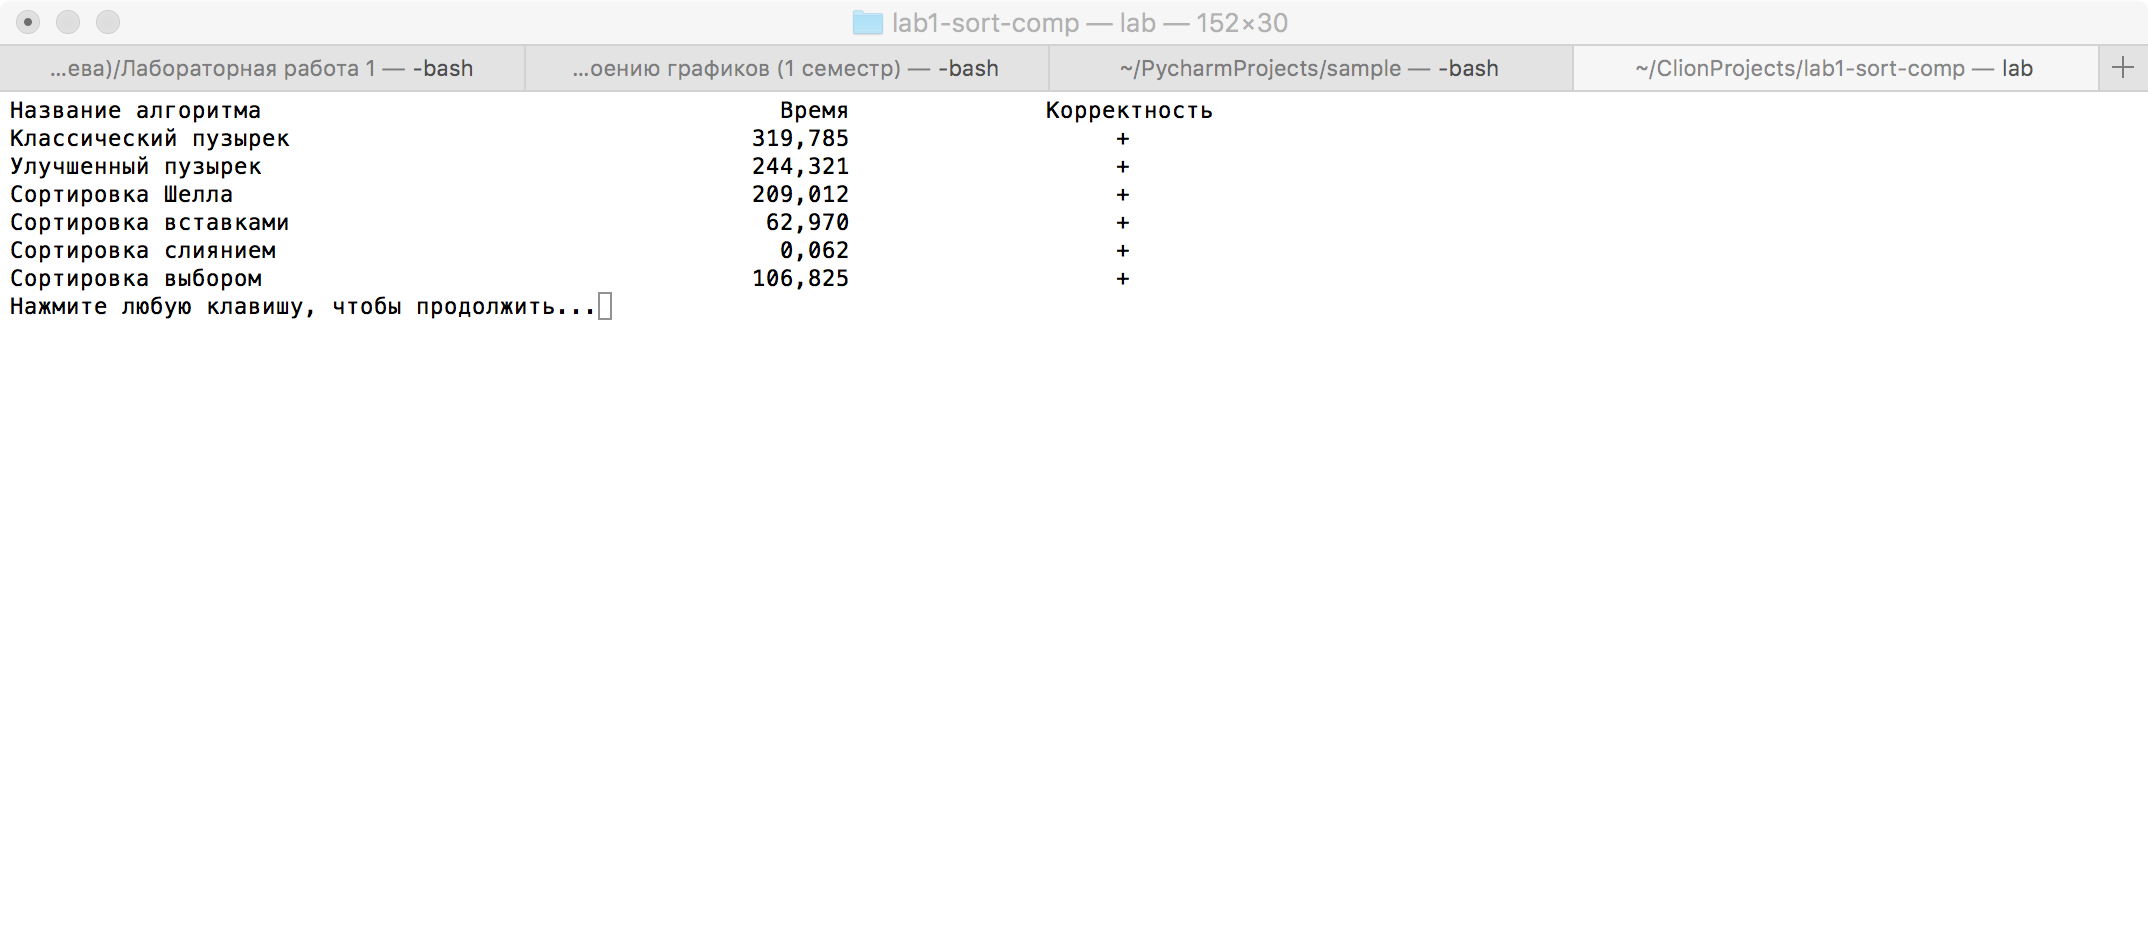 lab1-sort-comp — lab — 152×30
...ева)/Лабораторная работа 1 — -bash
...оению графиков (1 семестр) — -bash
~/PycharmProjects/sample — -bash
~/ClionProjects/lab1-sort-comp — lab
Название алгоритма Время Корректность
Классический пузырек 319,785 +
Улучшенный пузырек 244,321 +
Сортировка Шелла 209,012 +
Сортировка вставками 62,970 +
Сортировка слиянием 0,062 +
Сортировка выбором 106,825 +
Нажмите любую клавишу, чтобы продолжить...